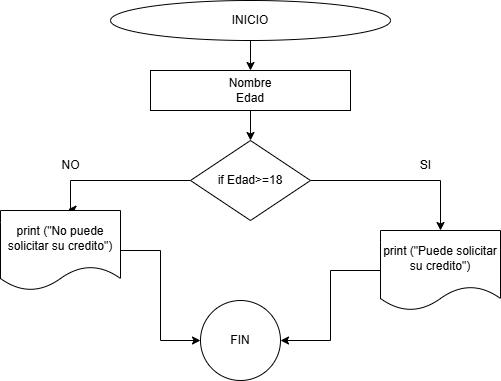 INICIO
Nombre
Edad
if Edad>=18
NO
SI
print ("No puede
solicitar su credito")
print ("Puede solicitar
su credito")
FIN